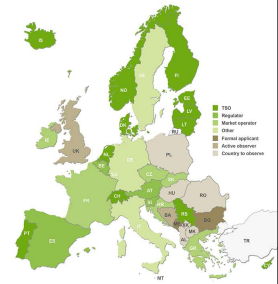 IS
NO
SE
FI
EE
LV
LT
DK
RU
IE
UK
NL
BE
DE
PL
CZ
SK
FR
CH
AT
HU
RO
SI
HR
RS
BG
MK
AL
PT
ES
GR
TR
MT
TSO
Regulator
Market operator
Other
Formal applicant
Active observer
Country to observe